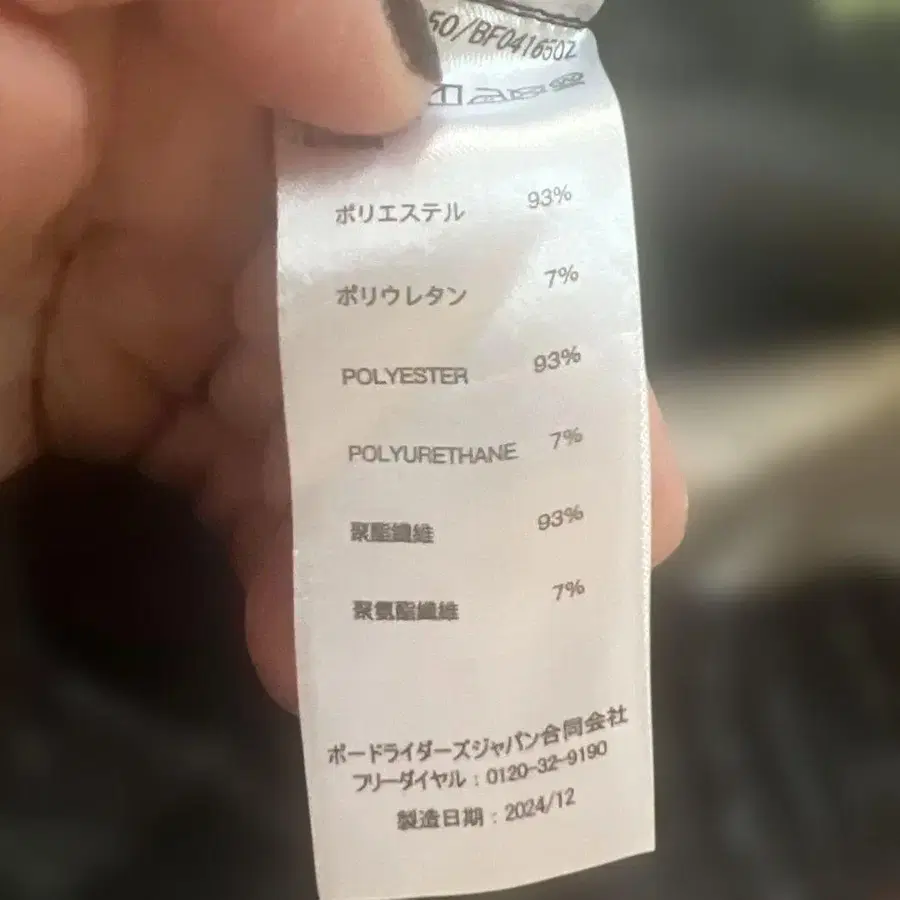 50/BF041650Z
ポリエステル 93%
ポリウレタン 7%
POLYESTER 93%
POLYURETHANE 7%
聚酯纖維 93%
聚氨酯纖維 7%
ボードライダーズジャパン合同会社
フリーダイヤル：0120-32-9190
製造日期：2024/12